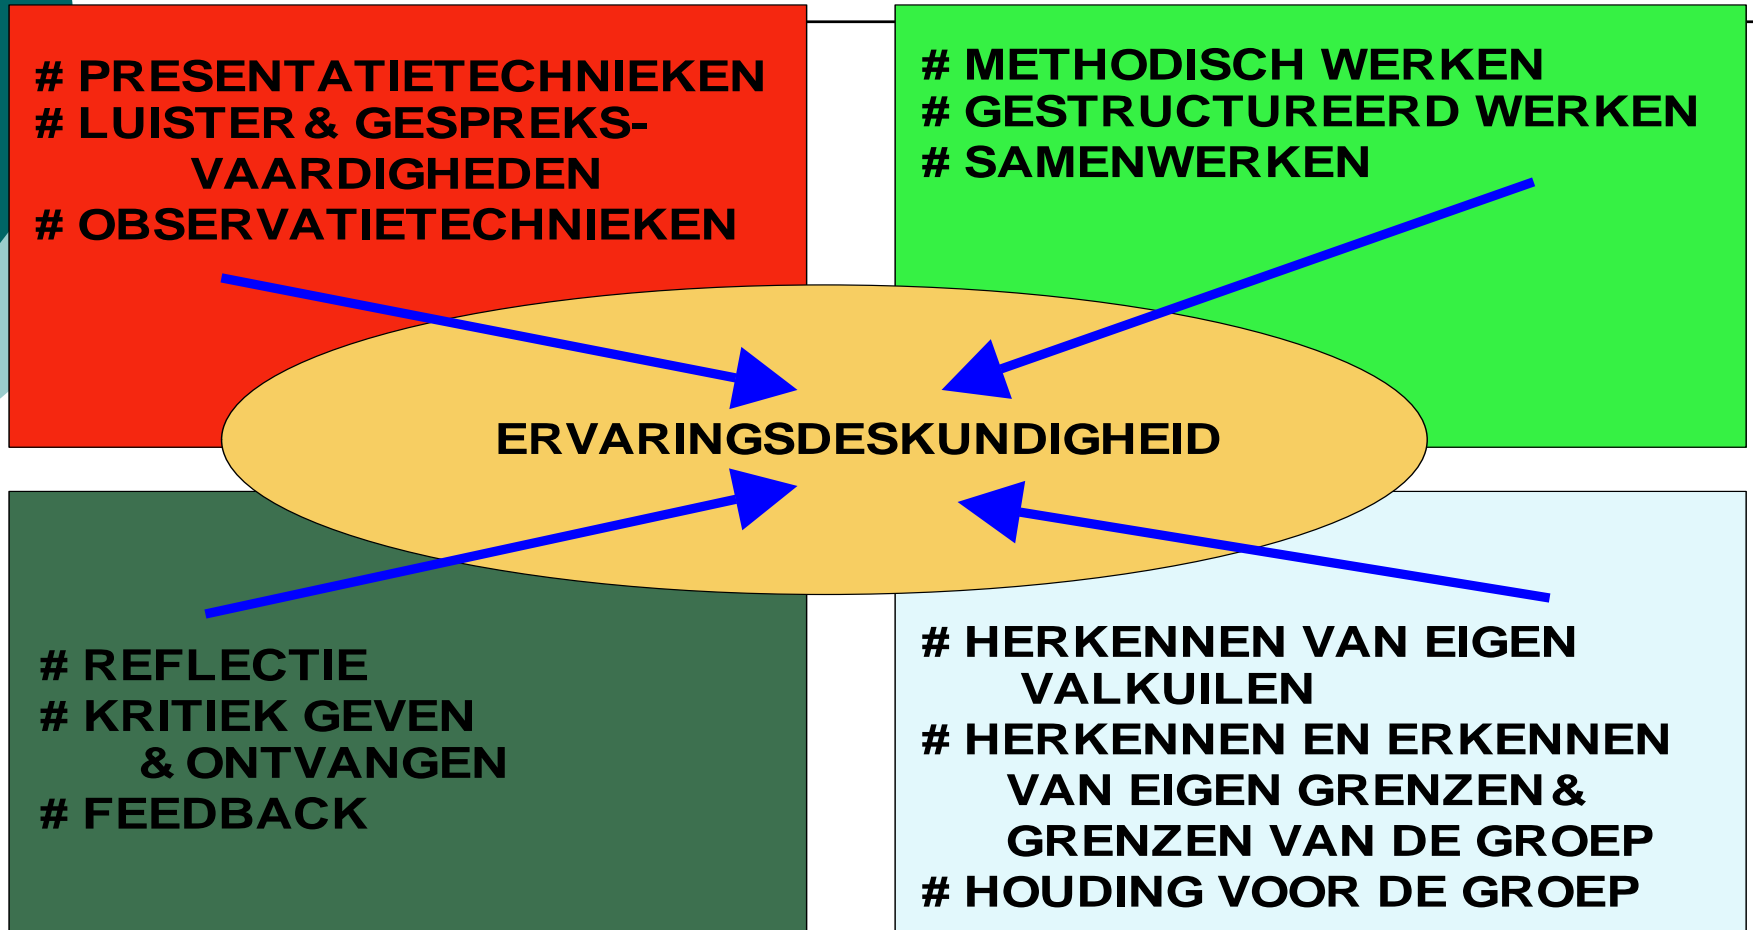 # PRESENTATIETECHNIEKEN
# LUISTER & GESPREKS-
VAARDIGHEDEN
# OBSERVATIETECHNIEKEN
# METHODISCH WERKEN
# GESTRUCTUREERD WERKEN
# SAMENWERKEN
ERVARINGSDESKUNDIGHEID
# REFLECTIE
# KRITIEK GEVEN
& ONTVANGEN
# FEEDBACK
# HERKENNEN VAN EIGEN
VALKUILEN
# HERKENNEN EN ERKENNEN
VAN EIGEN GRENZEN &
GRENZEN VAN DE GROEP
# HOUDING VOOR DE GROEP